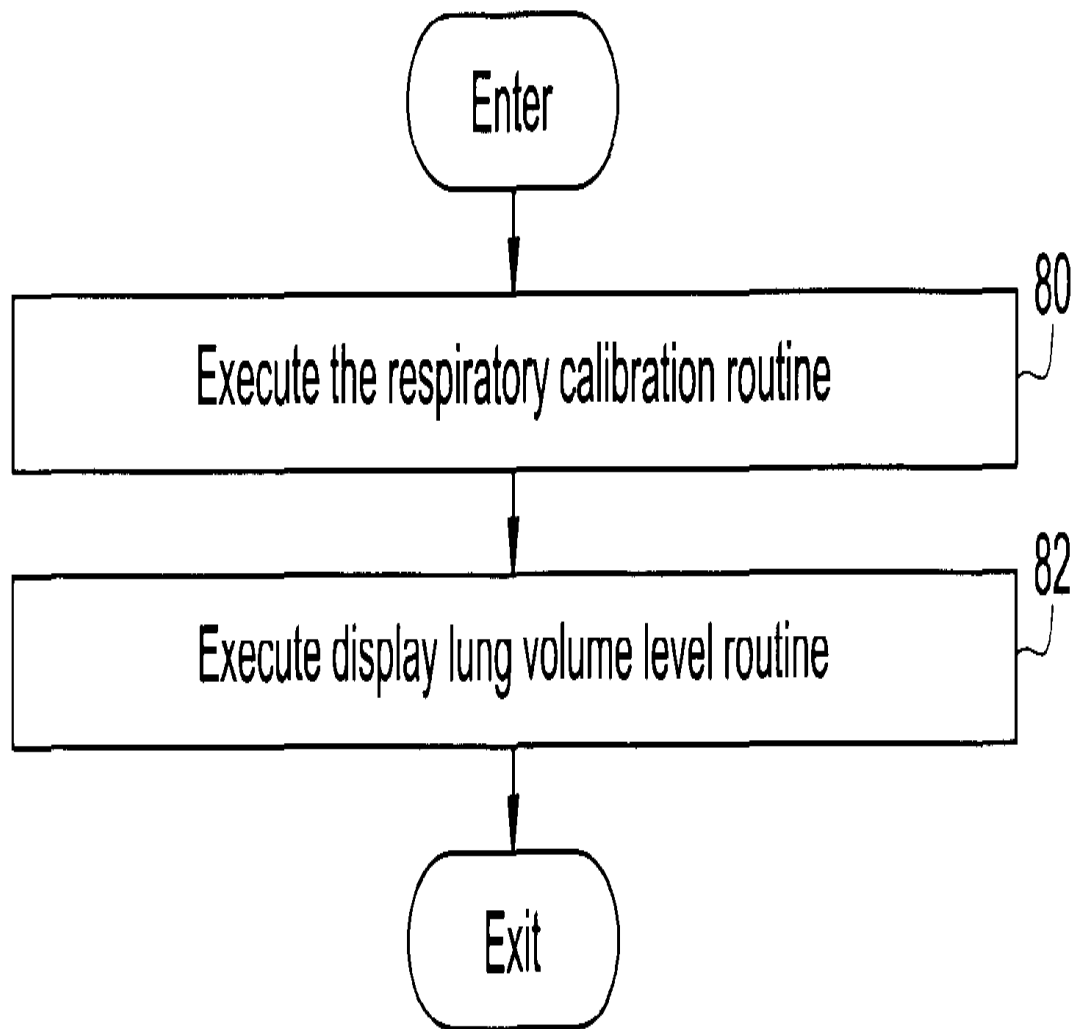 Enter
80
Execute the respiratory calibration routine
82
Execute display lung volume level routine
Exit